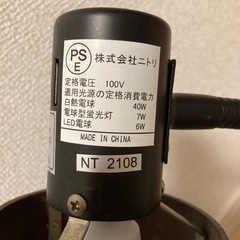 PS
E
株式会社ニトリ
定格電圧 100V
適用光源の定格消費電力
白熱電球 40W
電球型蛍光灯 7W
LED電球 6W
MADE IN CHINA
NT 2108